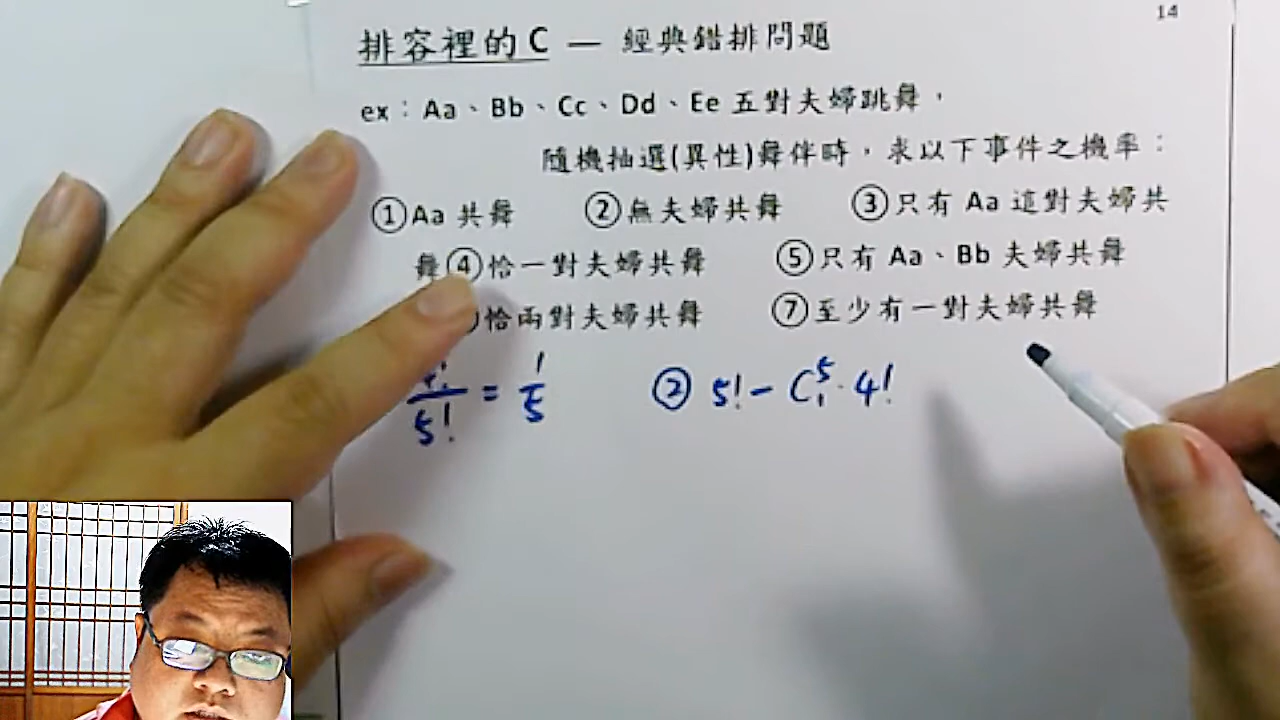 14
排容裡的C — 經典錯排問題
ex：Aa、Bb、Cc、Dd、Ee 五對夫婦跳舞，
隨機抽選(異性)舞伴時，求以下事件之機率：
①Aa 共舞 ②無夫婦共舞 ③只有 Aa 這對夫婦共
舞④恰一對夫婦共舞 ⑤只有 Aa、Bb 夫婦共舞
恰兩對夫婦共舞 ⑦至少有一對夫婦共舞
4!/5! = 1/5 ② 5! - C⁵₁ · 4!